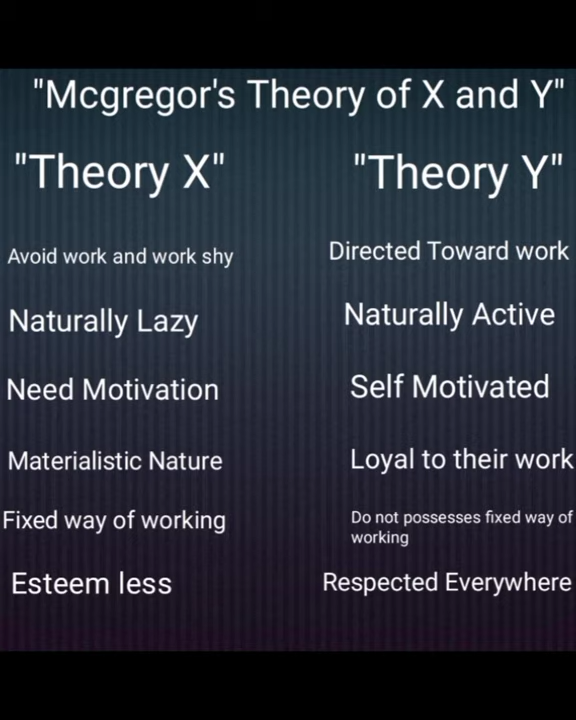 "Mcgregor's Theory of X and Y"
"Theory X"
"Theory Y"
Avoid work and work shy
Directed Toward work
Naturally Lazy
Naturally Active
Need Motivation
Self Motivated
Materialistic Nature
Loyal to their work
Fixed way of working
Do not possesses fixed way of
working
Esteem less
Respected Everywhere